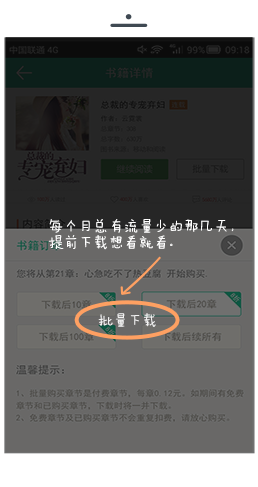 中国联通 4G 99% 09:18
书籍详情
总裁的专宠弃妇
总裁的
专宠弃妇
批量下载
每个月总有流量少的那几天，
提前下载想看就看。
书籍详
您将从第21章：心急吃不了热豆腐 开始购买
下载后10章 下载后20章
批量下载
下载后100章 下载后续所有
温馨提示：
1、批量购买章节是付费章节，每章0.12元。如期间有免费
章节和已购买章节，下载时将一并下载。
2、免费章节及已购买章节不会重复扣费，请放心购买。